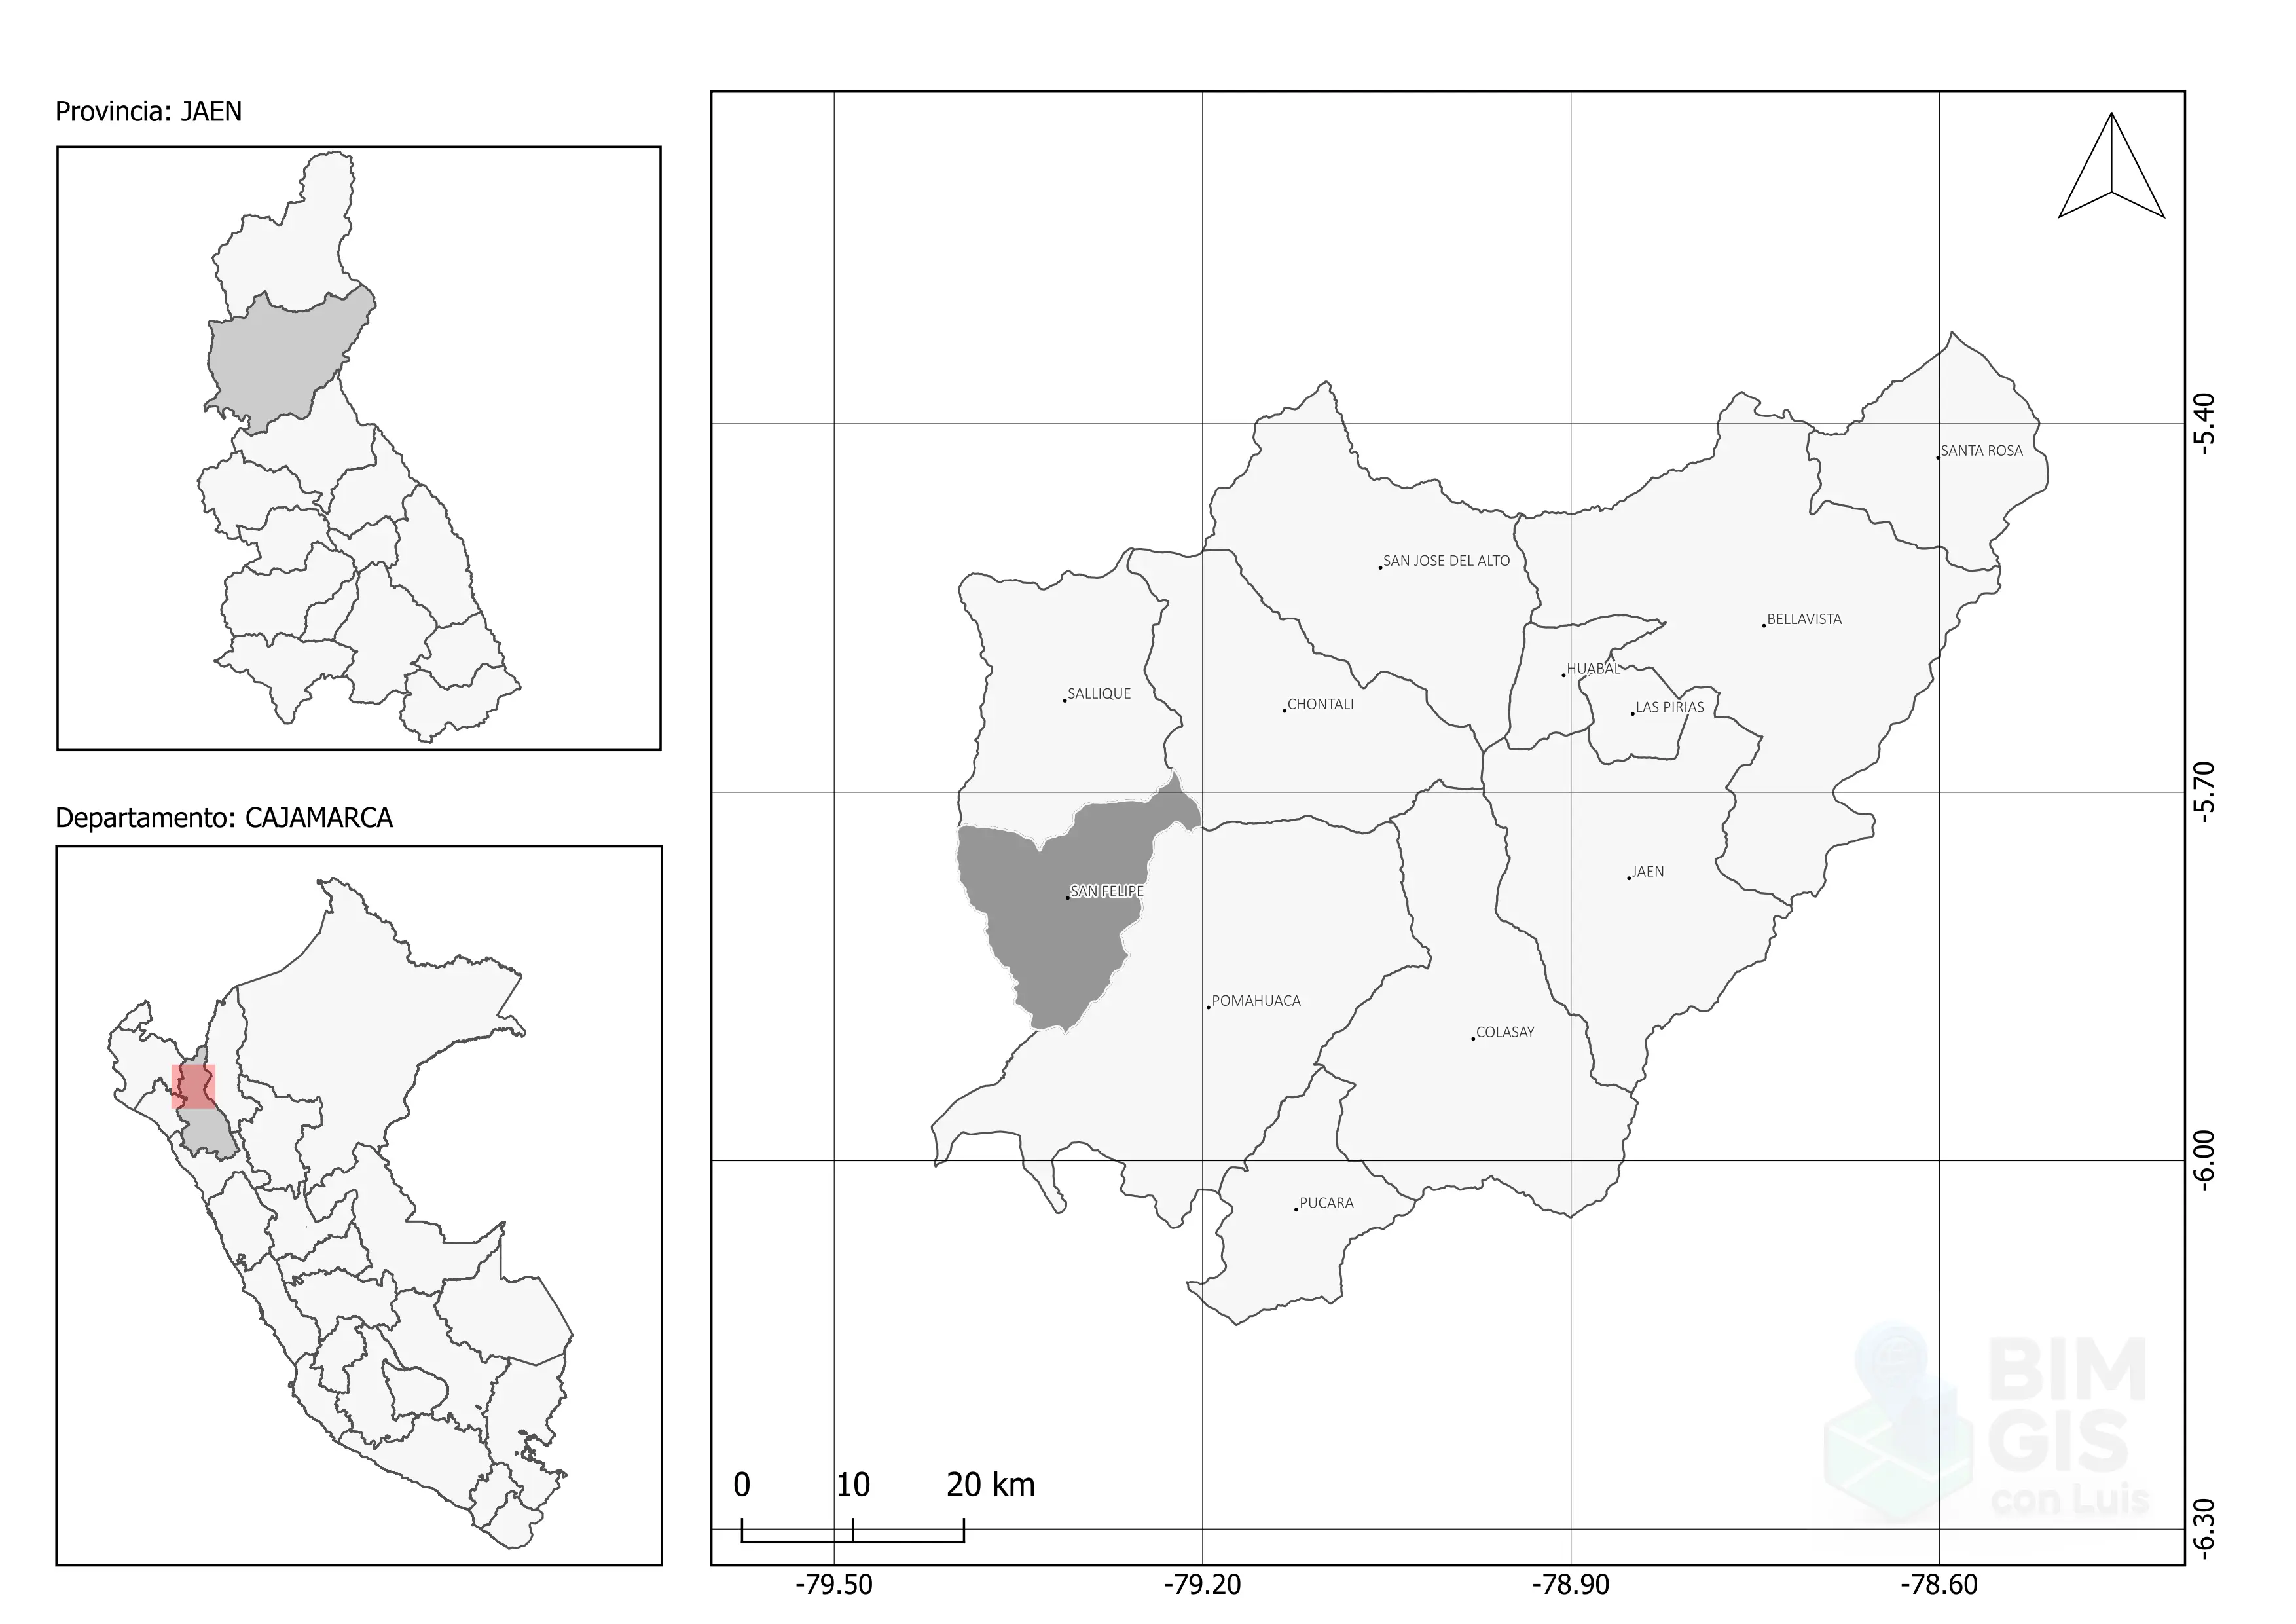 Provincia: JAEN
Departamento: CAJAMARCA
SANTA ROSA
SAN JOSE DEL ALTO
BELLAVISTA
HUABAL
SALLIQUE
CHONTALI
LAS PIRIAS
JAEN
SAN FELIPE
POMAHUACA
COLASAY
PUCARA
-5.40
-5.70
-6.00
-6.30
0 10 20 km
-79.50 -79.20 -78.90 -78.60
BIM
GIS
con Luis